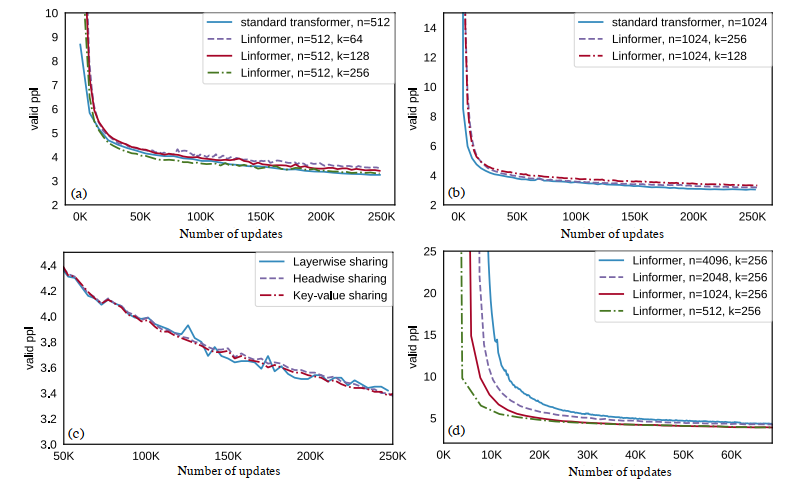 10
9
8
7
6
5
4
3
2
valid ppl
standard transformer, n=512
Linformer, n=512, k=64
Linformer, n=512, k=128
Linformer, n=512, k=256
(a)
0K 50K 100K 150K 200K 250K
Number of updates
14
12
10
8
6
4
2
valid ppl
standard transformer, n=1024
Linformer, n=1024, k=256
Linformer, n=1024, k=128
(b)
0K 50K 100K 150K 200K 250K
Number of updates
4.4
4.2
4.0
3.8
3.6
3.4
3.2
3.0
valid ppl
Layerwise sharing
Headwise sharing
Key-value sharing
(c)
50K 100K 150K 200K 250K
Number of updates
25
20
15
10
5
valid ppl
Linformer, n=4096, k=256
Linformer, n=2048, k=256
Linformer, n=1024, k=256
Linformer, n=512, k=256
(d)
0K 10K 20K 30K 40K 50K 60K
Number of updates